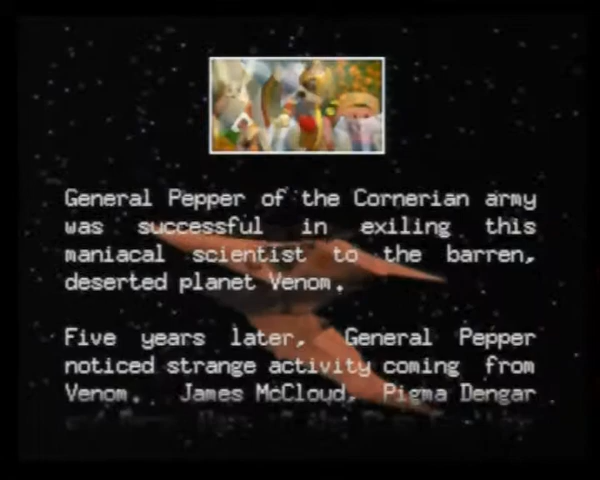 General Pepper of the Cornerian army
was successful in exiling this
maniacal scientist to the barren,
deserted planet Venom.
Five years later, General Pepper
noticed strange activity coming from
Venom. James McCloud, Pigma Dengar